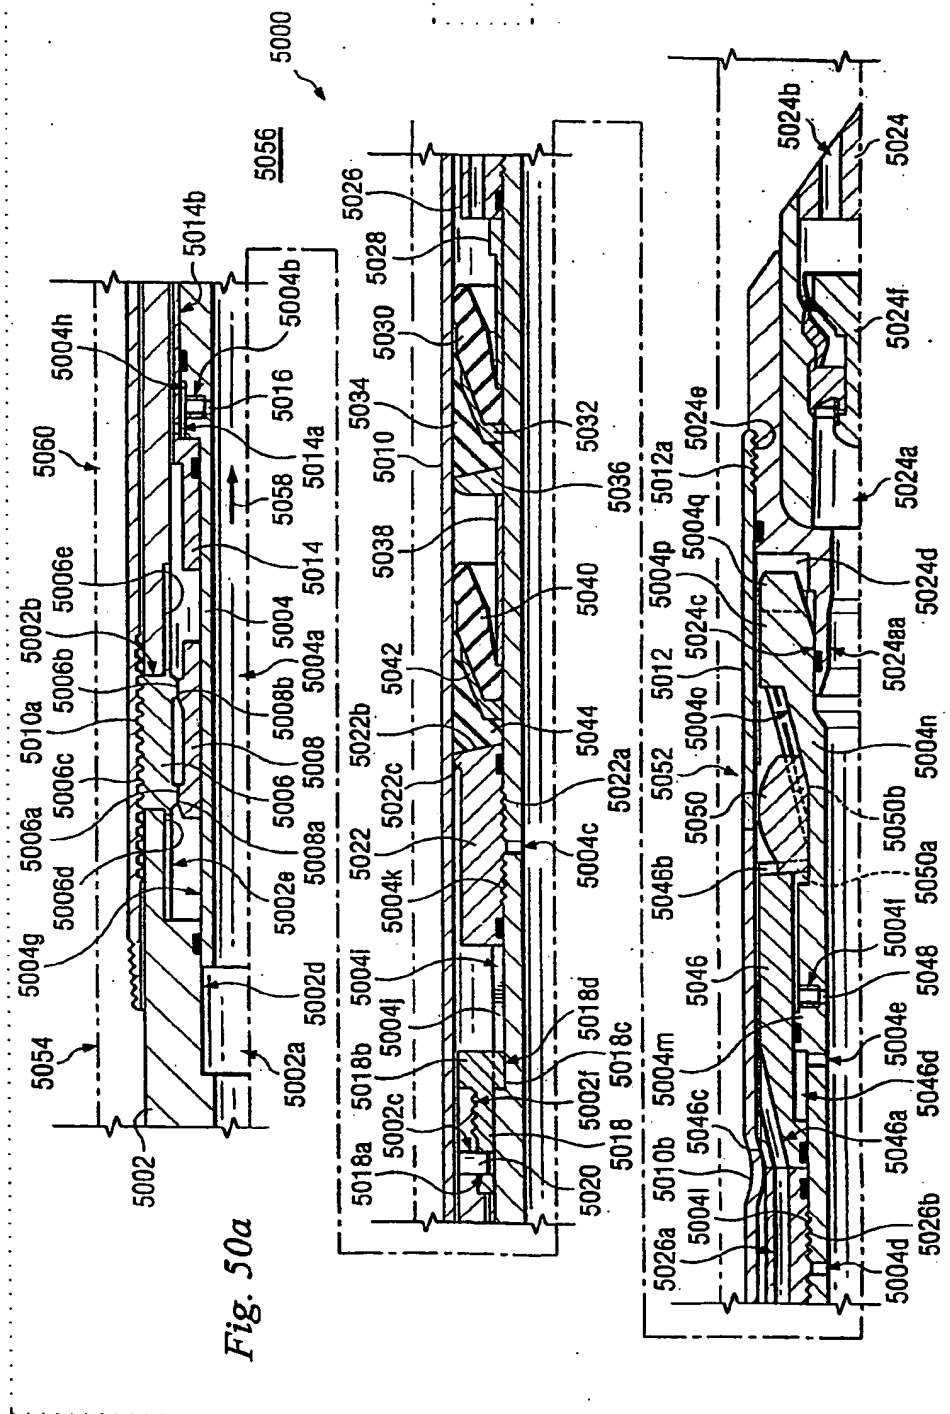 5054
5004g
5006d
5006a
5006c
5010a
5006b
5002b
5006e
5060
5004h
5014b
5000
5002
5002a
5002d
5002e
5008a
5006
5008
5008b
5004a
5004
5014
5058
5014a
5016
5004b
5056
Fig. 50a
5018a
5002c
5018b
5004j
5004i
5004k
5022
5022c
5022b
5042
5038
5010
5034
5030
5028
5026
5020
5018
5002f
5018c
5018d
5004c
5022a
5044
5040
5036
5032
5026a
5004l
5010b
5046c
5004m
5046
5046b
5050
5052
5012
5004o
5024c
5004p
5004q
5012a
5024e
5024b
5004d
5026b
5046a
5046d
5004e
5048
5004f
5050a
5050b
5004n
5024aa
5024d
5024a
5024f
5024